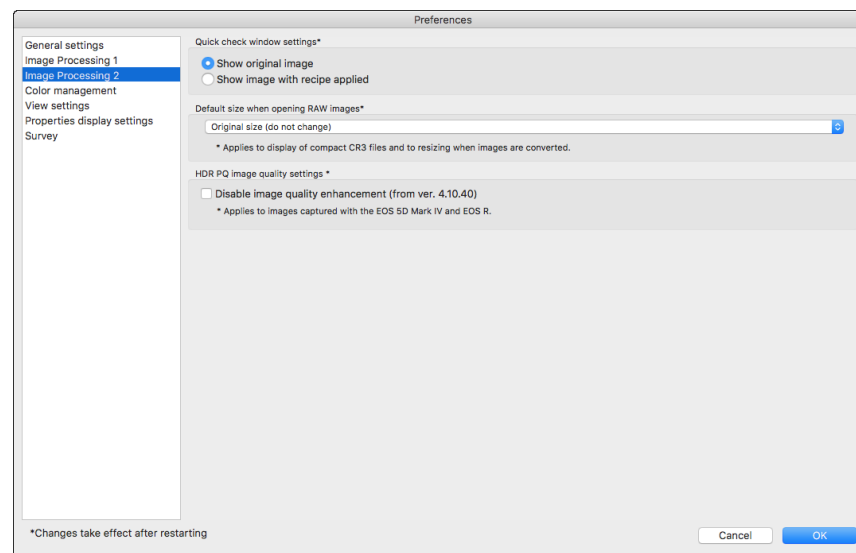 Preferences
General settings
Image Processing 1
Image Processing 2
Color management
View settings
Properties display settings
Survey
Quick check window settings*
Show original image
Show image with recipe applied
Default size when opening RAW images*
Original size (do not change)
* Applies to display of compact CR3 files and to resizing when images are converted.
HDR PQ image quality settings *
Disable image quality enhancement (from ver. 4.10.40)
* Applies to images captured with the EOS 5D Mark IV and EOS R.
*Changes take effect after restarting
Cancel
OK